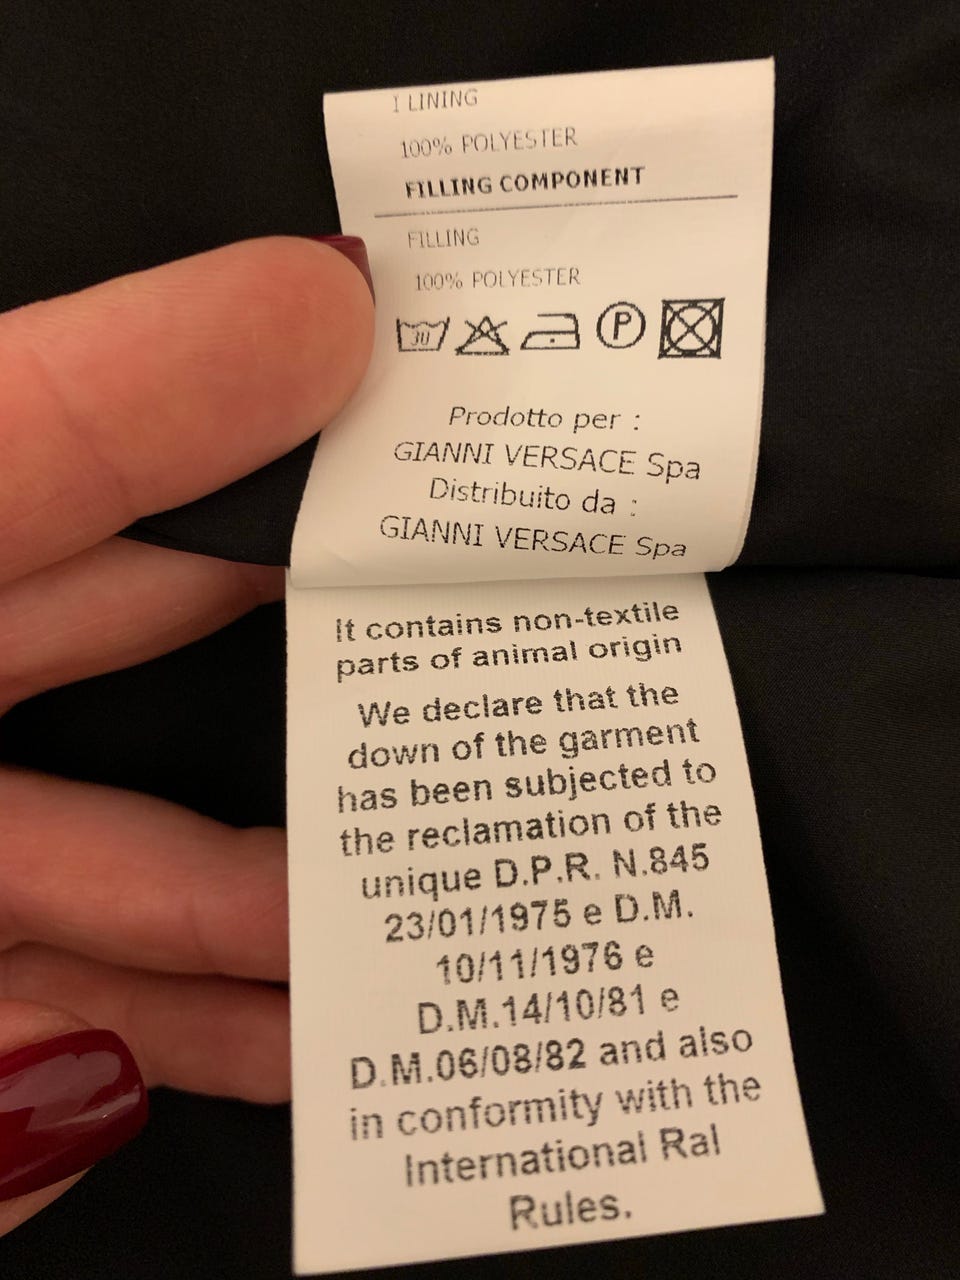 1 LINING
100% POLYESTER
FILLING COMPONENT
FILLING
100% POLYESTER
30
P
Prodotto per :
GIANNI VERSACE Spa
Distribuito da :
GIANNI VERSACE Spa
It contains non-textile
parts of animal origin
We declare that the
down of the garment
has been subjected to
the reclamation of the
unique D.P.R. N.845
23/01/1975 e D.M.
10/11/1976 e
D.M.14/10/81 e
D.M.06/08/82 and also
in conformity with the
International Ral
Rules.